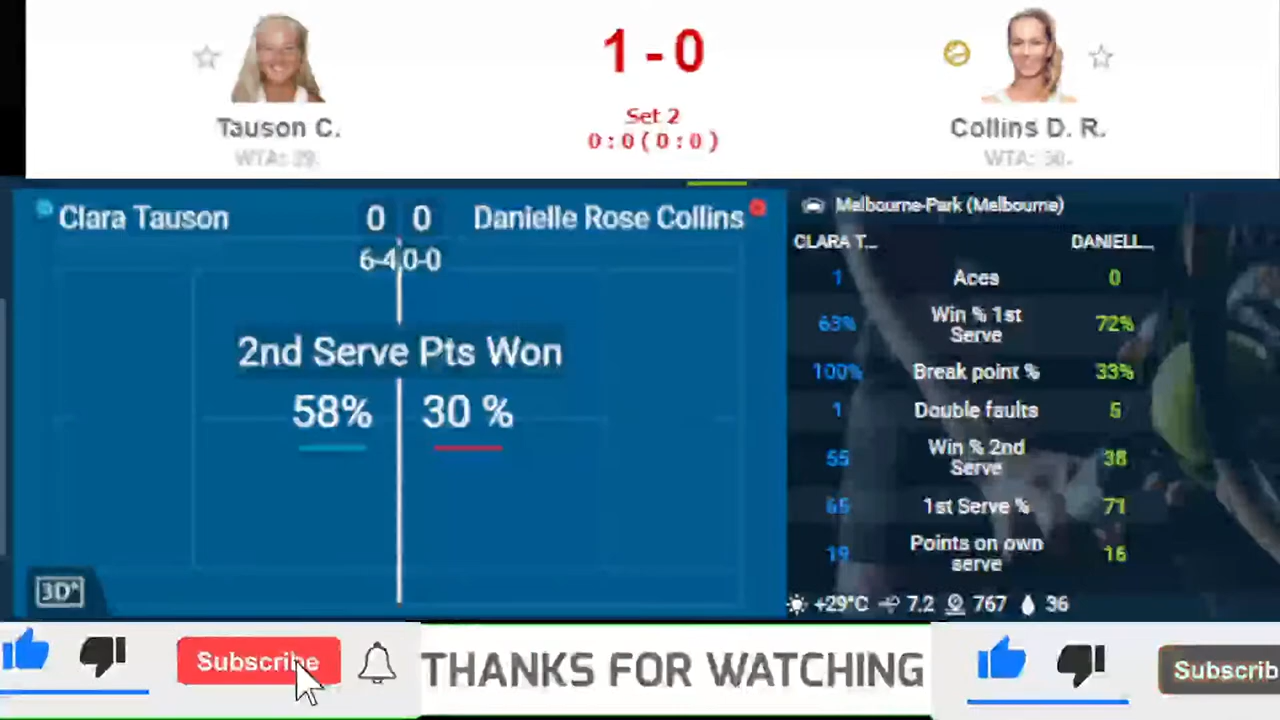 1 - 0
Tauson C.
Set 2
0 : 0 ( 0 : 0 )
Collins D. R.
Clara Tauson
0 0
Danielle Rose Collins
6-4,0-0
2nd Serve Pts Won
58%
30 %
3D
Melbourne-Park (Melbourne)
CLARA T...
DANIELL...
1 Aces 0
63% Win % 1st Serve 72%
100% Break point % 33%
1 Double faults 5
55 Win % 2nd Serve 38
65 1st Serve % 71
19 Points on own serve 16
+29°C 7.2 767 36
Subscribe
THANKS FOR WATCHING
Subscrib